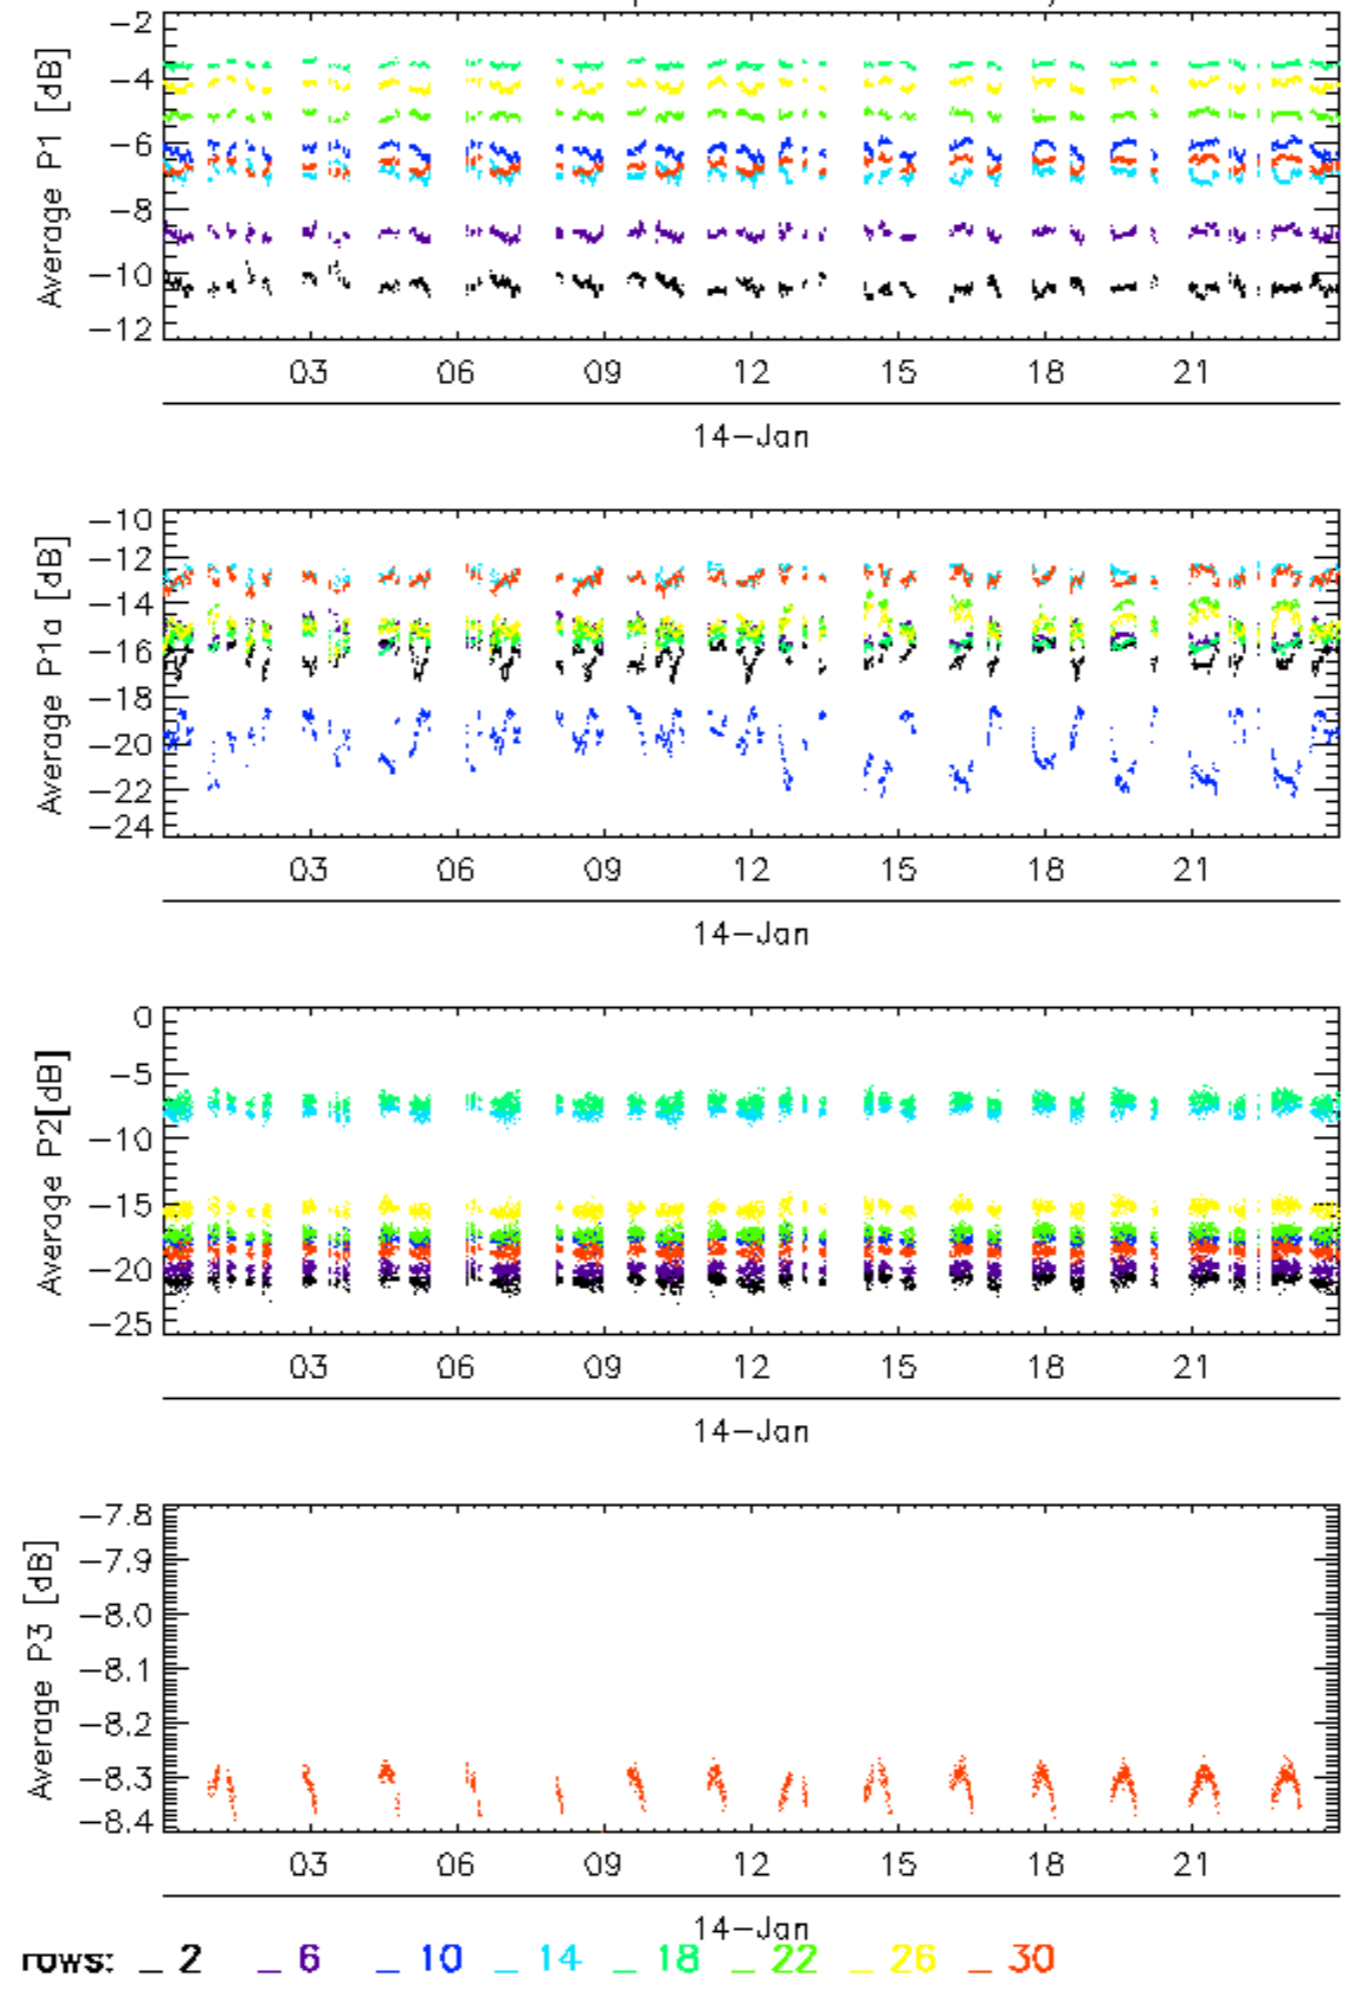 Average P1 [dB]
−2
−4
−6
−8
−10
−12
03 06 09 12 15 18 21
14−Jan
Average P1a [dB]
−10
−12
−14
−16
−18
−20
−22
−24
03 06 09 12 15 18 21
14−Jan
Average P2[dB]
0
−5
−10
−15
−20
−25
03 06 09 12 15 18 21
14−Jan
Average P3 [dB]
−7.8
−7.9
−8.0
−8.1
−8.2
−8.3
−8.4
03 06 09 12 15 18 21
14−Jan
rows: _ 2 _ 6 _ 10 _ 14 _ 18 _ 22 _ 26 _ 30